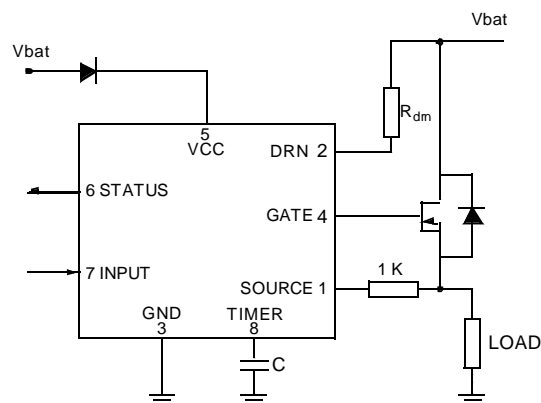 Vbat
Vbat
Rdrn
5
VCC
DRN 2
6 STATUS
GATE 4
7 INPUT
1 K
SOURCE 1
GND
3
TIMER
8
C
LOAD